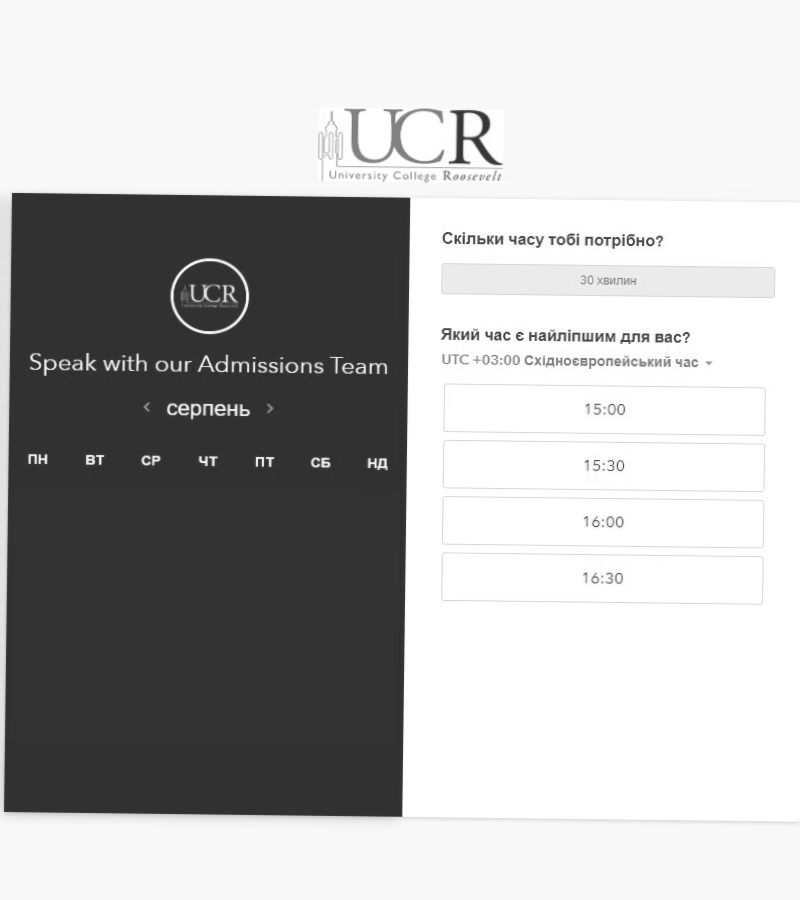 UCR
University College Roosevelt
UCR
Speak with our Admissions Team
серпень
ПН ВТ СР ЧТ ПТ СБ НД
Скільки часу тобі потрібно?
30 хвилин
Який час є найліпшим для вас?
UTC +03:00 Східноєвропейський час
15:00
15:30
16:00
16:30